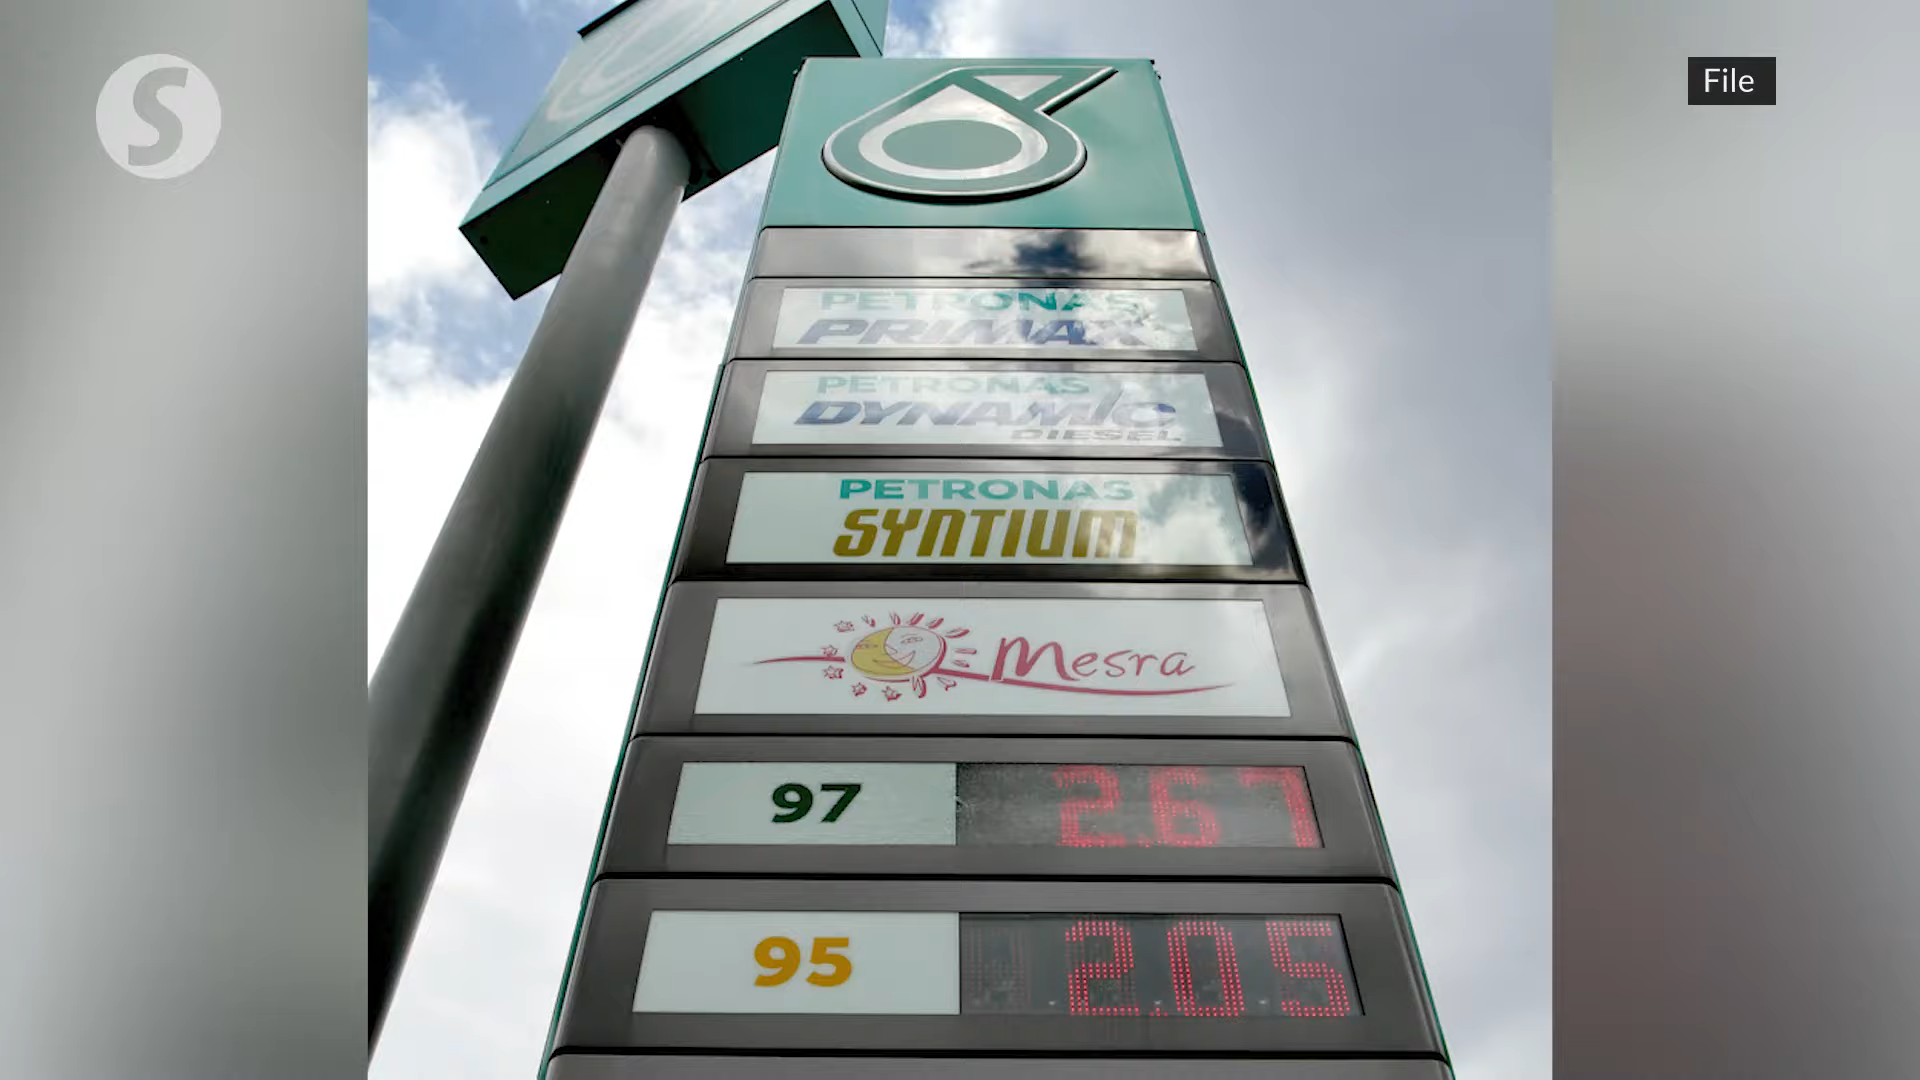 S
File
PETRONAS
PRIMAX
PETRONAS
DYNAMIC
DIESEL
PETRONAS
SYNTIUM
Mesra
97 2.67
95 2.05